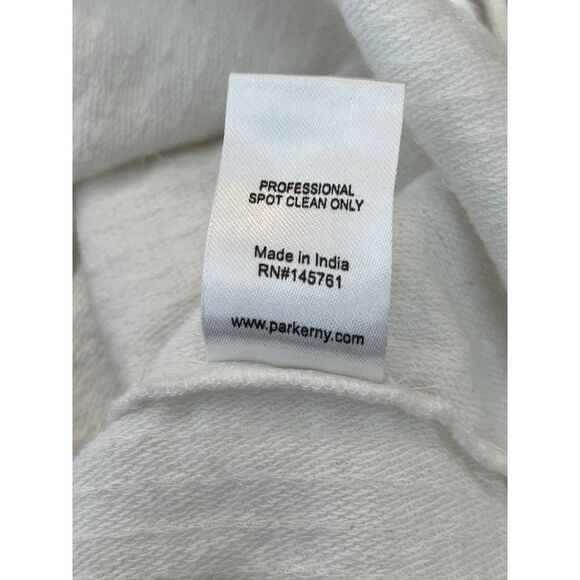 PROFESSIONAL
SPOT CLEAN ONLY
Made in India
RN#145761
www.parkerny.com